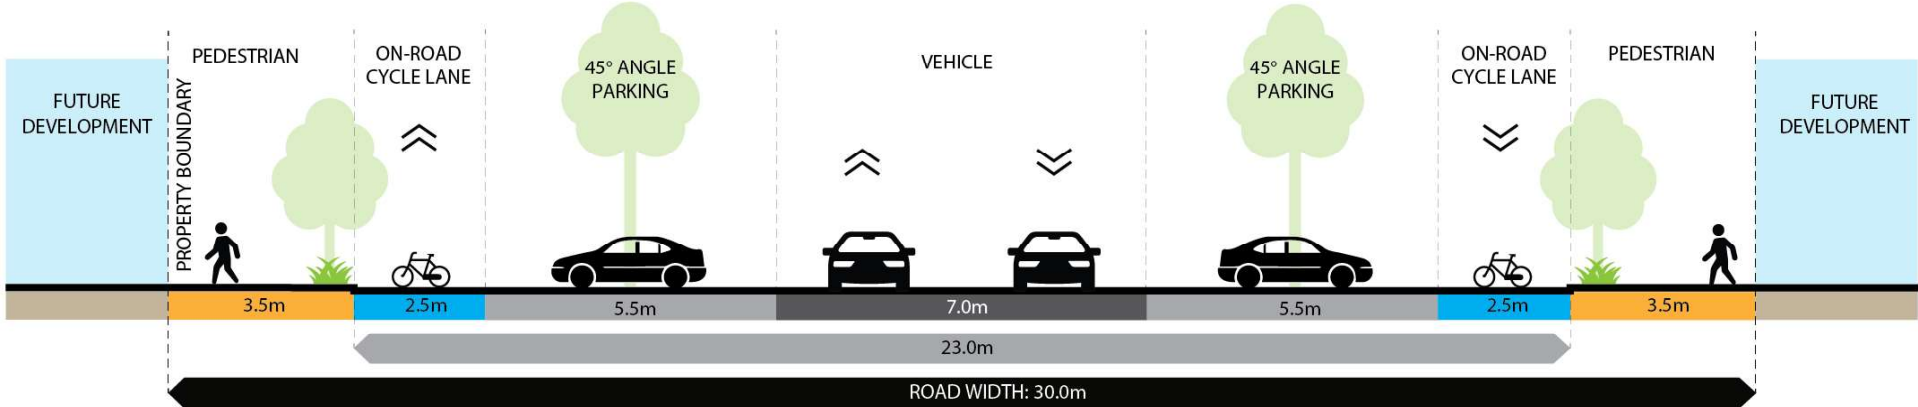 FUTURE
DEVELOPMENT
PROPERTY BOUNDARY
PEDESTRIAN
ON-ROAD
CYCLE LANE
45° ANGLE
PARKING
VEHICLE
45° ANGLE
PARKING
ON-ROAD
CYCLE LANE
PEDESTRIAN
FUTURE
DEVELOPMENT
3.5m
2.5m
5.5m
7.0m
5.5m
2.5m
3.5m
23.0m
ROAD WIDTH: 30.0m